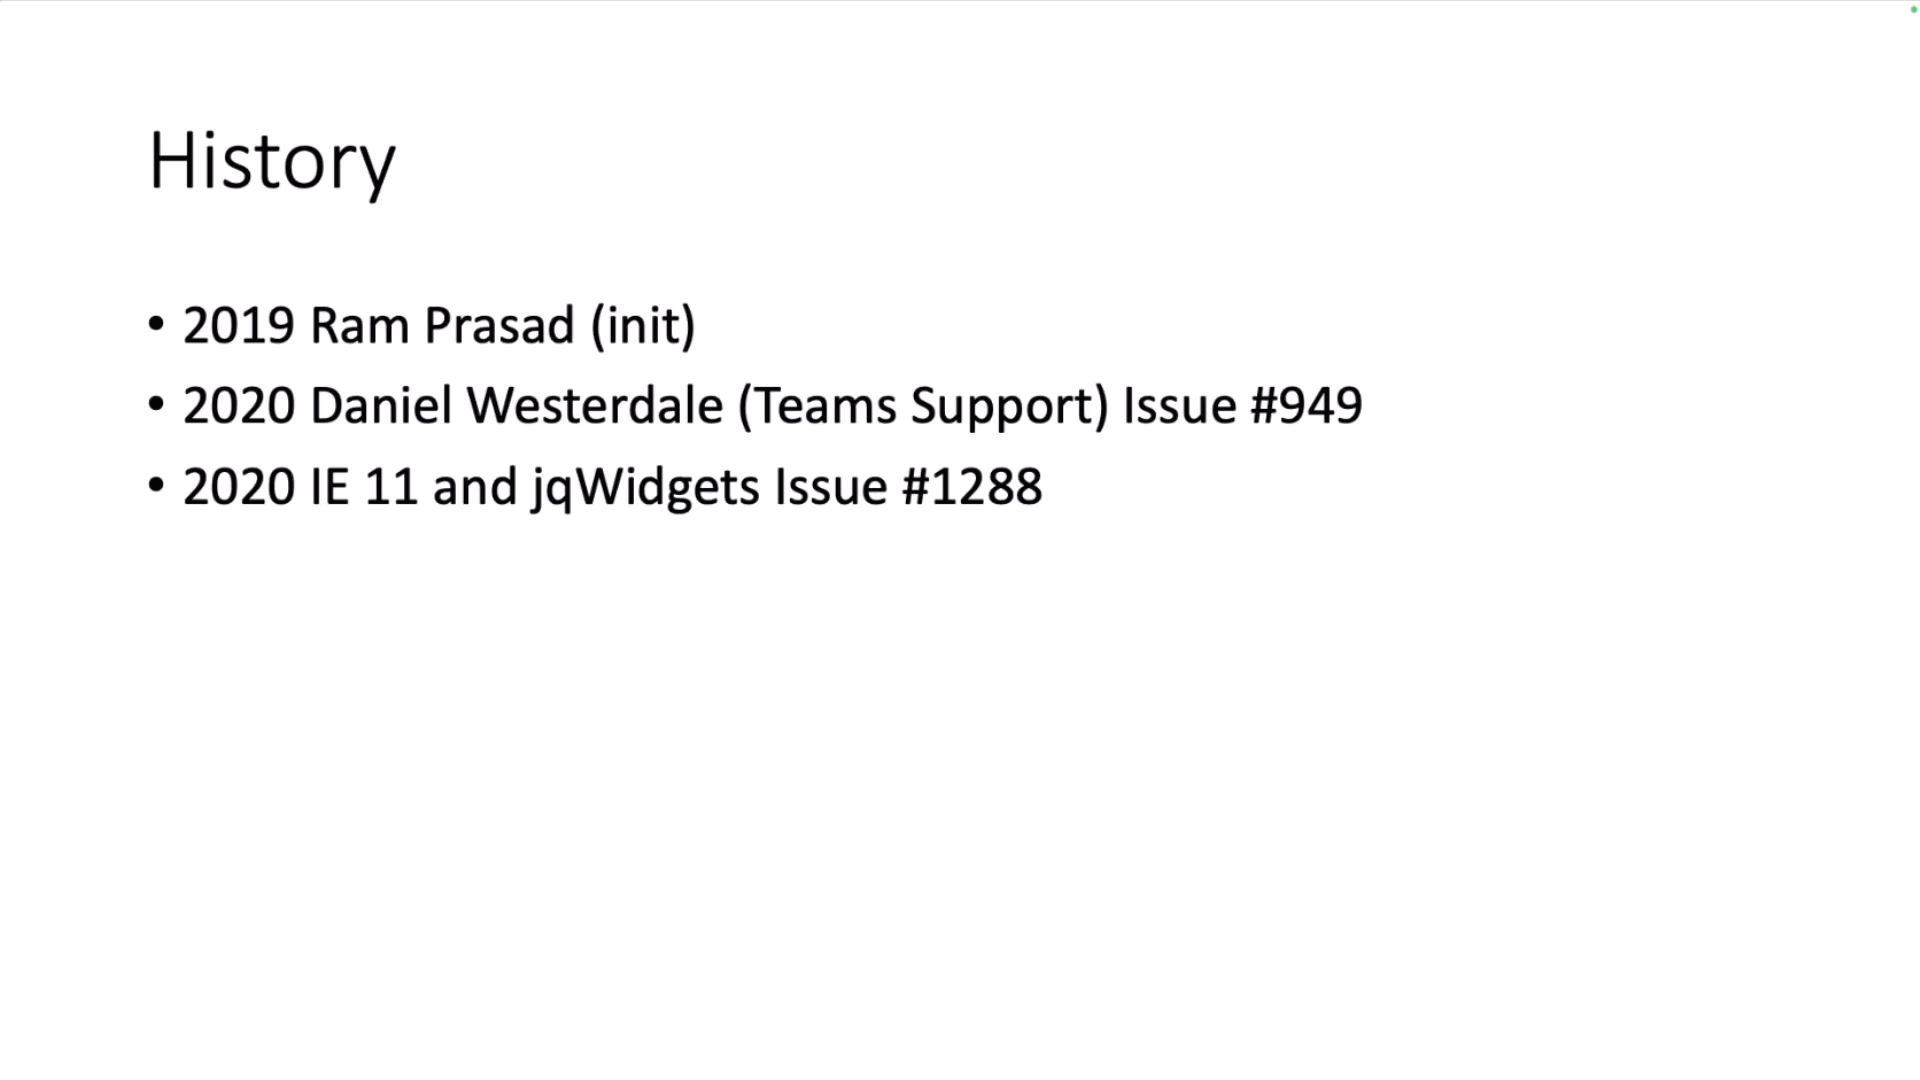 History
• 2019 Ram Prasad (init)
• 2020 Daniel Westerdale (Teams Support) Issue #949
• 2020 IE 11 and jqWidgets Issue #1288